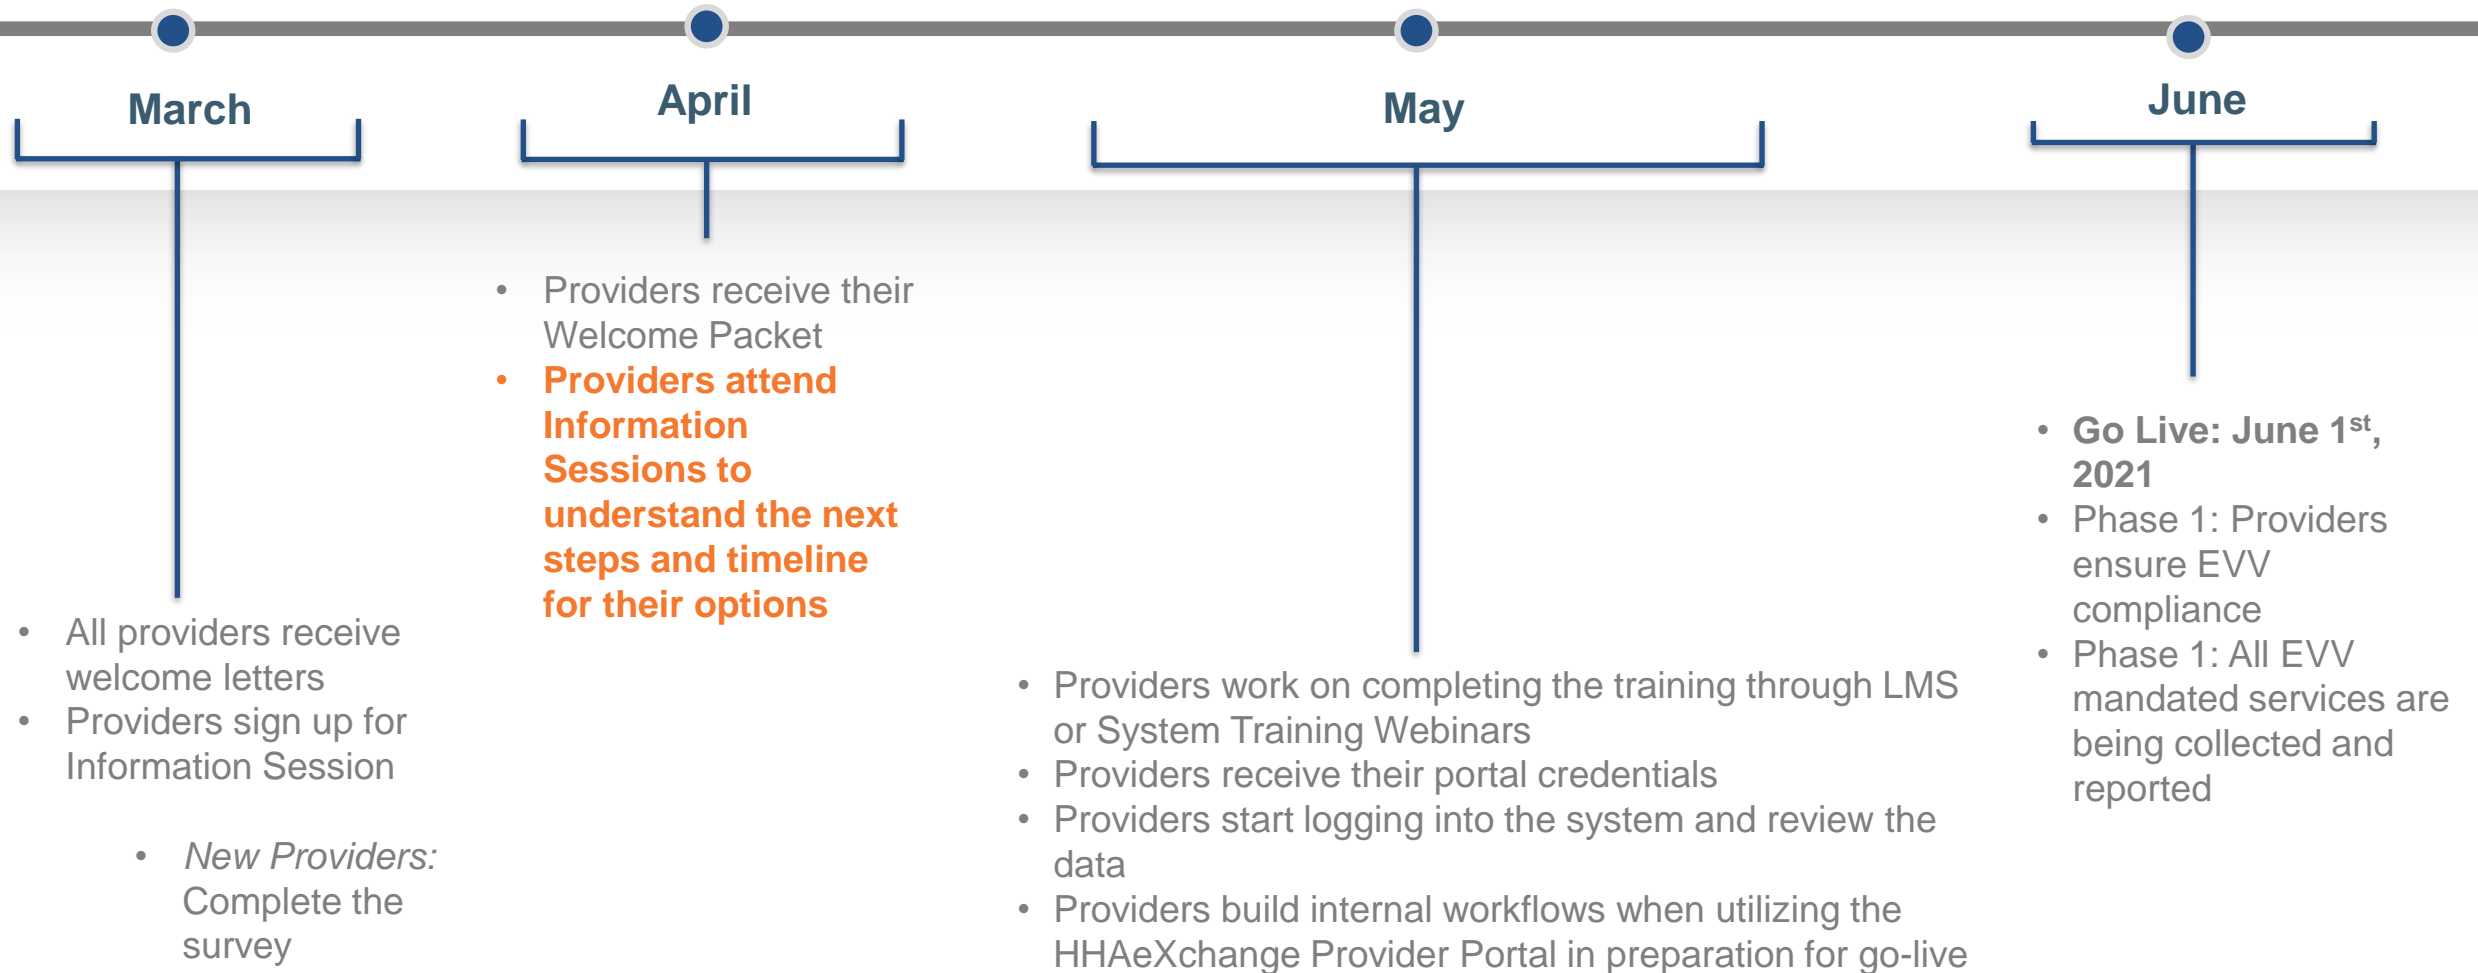 March
• All providers receive
welcome letters
• Providers sign up for
Information Session
• New Providers:
Complete the
survey
April
• Providers receive their
Welcome Packet
• Providers attend
Information
Sessions to
understand the next
steps and timeline
for their options
May
• Providers work on completing the training through LMS
or System Training Webinars
• Providers receive their portal credentials
• Providers start logging into the system and review the
data
• Providers build internal workflows when utilizing the
HHAeXchange Provider Portal in preparation for go-live
June
• Go Live: June 1st,
2021
• Phase 1: Providers
ensure EVV
compliance
• Phase 1: All EVV
mandated services are
being collected and
reported